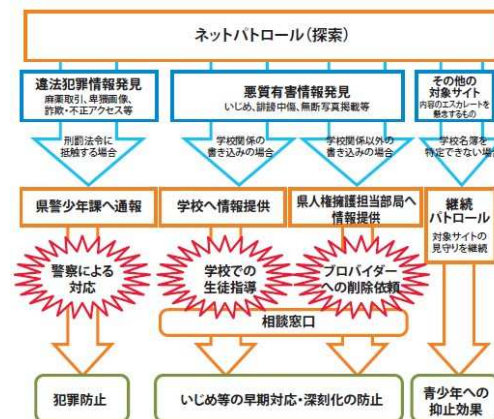 ネットパトロール（探索）
違法犯罪情報発見
麻薬取引、卑猥画像、
詐欺・不正アクセス等
悪質有害情報発見
いじめ、誹謗中傷、無断写真掲載等
その他の
対象サイト
内容のエスカレートを
懸念するもの
刑罰法令に
抵触する場合
学校関係の
書き込みの場合
学校関係以外の
書き込みの場合
学校名簿を
特定できない場合
県警少年課へ通報
学校へ情報提供
県人権擁護担当部局へ
情報提供
継続
パトロール
対象サイトの
見守りを継続
警察による
対応
学校での
生徒指導
プロバイダー
への削除依頼
相談窓口
犯罪防止
いじめ等の早期対応・深刻化の防止
青少年への
抑止効果